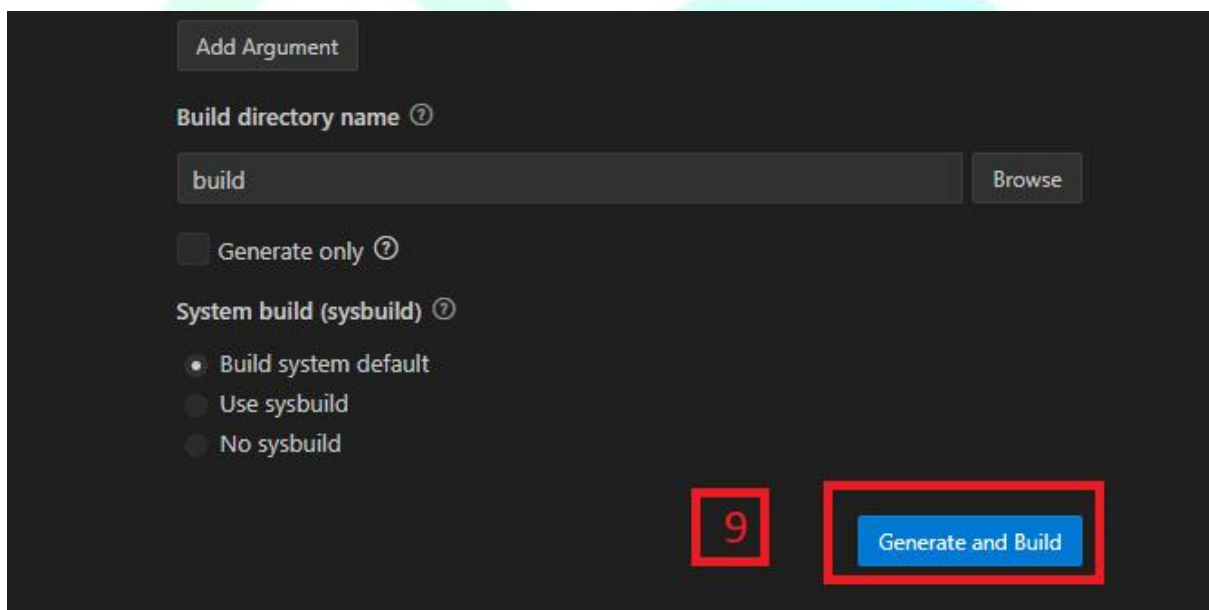 Add Argument
Build directory name
build Browse
Generate only
System build (sysbuild)
Build system default
Use sysbuild
No sysbuild
9 Generate and Build